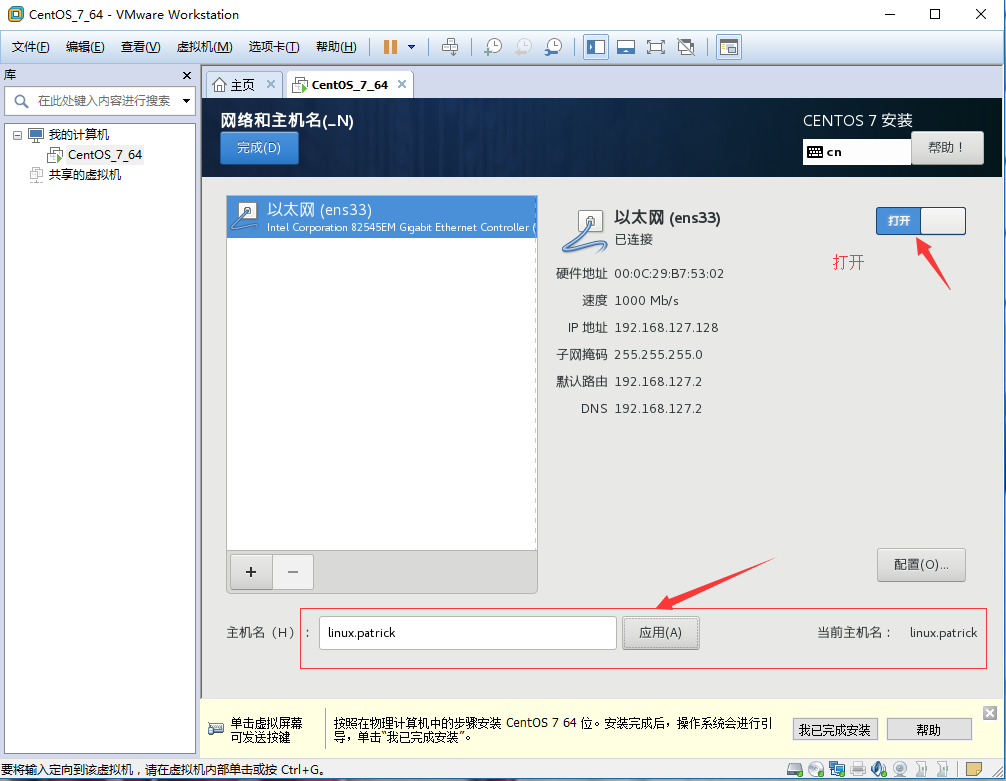 CentOS_7_64 - VMware Workstation
文件(F) 编辑(E) 查看(V) 虚拟机(M) 选项卡(T) 帮助(H)
库
在此处键入内容进行搜索
我的计算机
CentOS_7_64
共享的虚拟机
主页 CentOS_7_64
网络和主机名(_N)
完成(D)
CENTOS 7 安装
cn
帮助！
以太网 (ens33)
Intel Corporation 82545EM Gigabit Ethernet Controller (
以太网 (ens33)
已连接
打开
打开
硬件地址 00:0C:29:B7:53:02
速度 1000 Mb/s
IP 地址 192.168.127.128
子网掩码 255.255.255.0
默认路由 192.168.127.2
DNS 192.168.127.2
+ −
配置(O)...
主机名（H）： linux.patrick 应用(A) 当前主机名： linux.patrick
单击虚拟屏幕
可发送按键
按照在物理计算机中的步骤安装 CentOS 7 64 位。安装完成后，操作系统会进行引
导，单击“我已完成安装”。
我已完成安装 帮助
要将输入定向到该虚拟机，请在虚拟机内部单击或按 Ctrl+G。